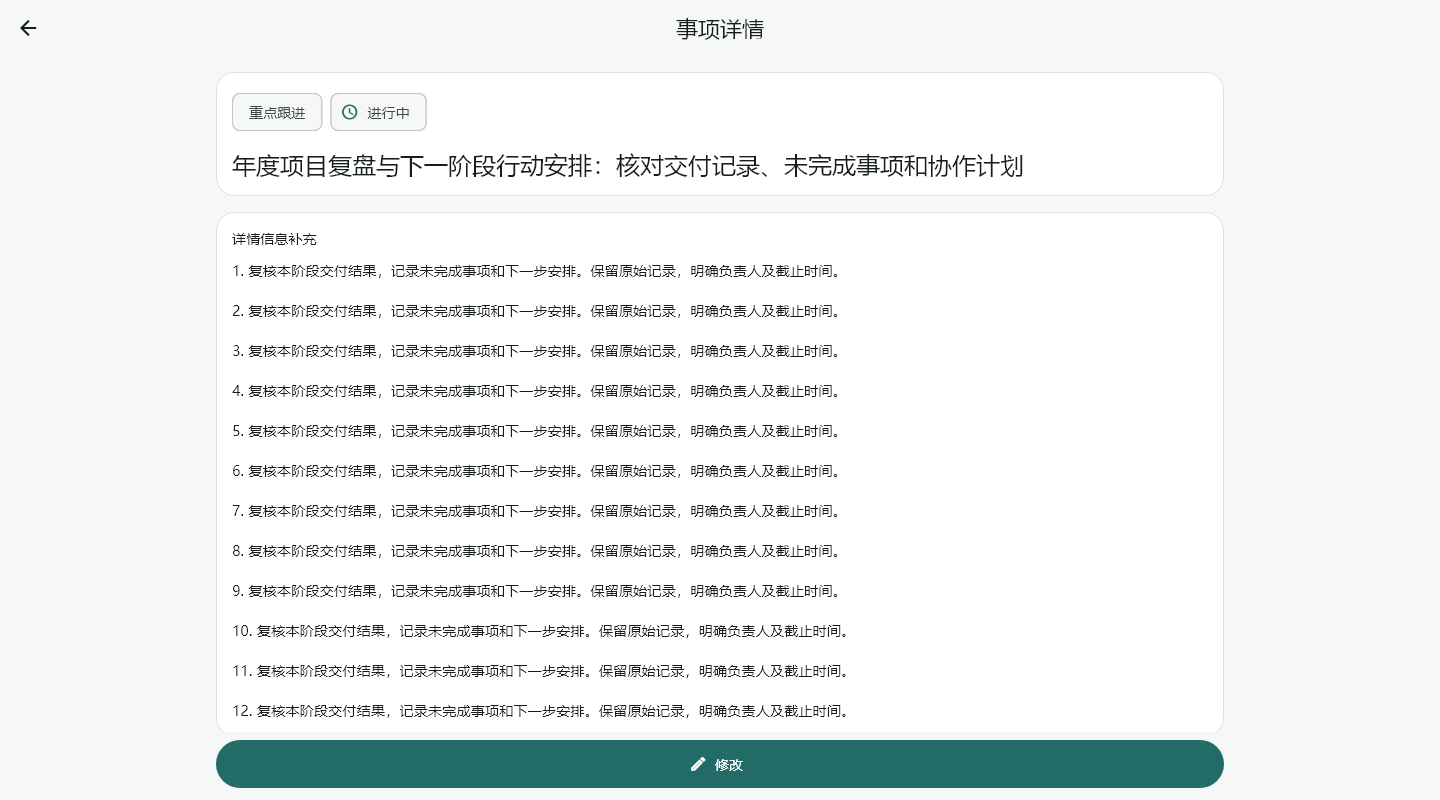 事项详情
重点跟进
进行中
年度项目复盘与下一阶段行动安排：核对交付记录、未完成事项和协作计划
详情信息补充
1. 复核本阶段交付结果，记录未完成事项和下一步安排。保留原始记录，明确负责人及截止时间。
2. 复核本阶段交付结果，记录未完成事项和下一步安排。保留原始记录，明确负责人及截止时间。
3. 复核本阶段交付结果，记录未完成事项和下一步安排。保留原始记录，明确负责人及截止时间。
4. 复核本阶段交付结果，记录未完成事项和下一步安排。保留原始记录，明确负责人及截止时间。
5. 复核本阶段交付结果，记录未完成事项和下一步安排。保留原始记录，明确负责人及截止时间。
6. 复核本阶段交付结果，记录未完成事项和下一步安排。保留原始记录，明确负责人及截止时间。
7. 复核本阶段交付结果，记录未完成事项和下一步安排。保留原始记录，明确负责人及截止时间。
8. 复核本阶段交付结果，记录未完成事项和下一步安排。保留原始记录，明确负责人及截止时间。
9. 复核本阶段交付结果，记录未完成事项和下一步安排。保留原始记录，明确负责人及截止时间。
10. 复核本阶段交付结果，记录未完成事项和下一步安排。保留原始记录，明确负责人及截止时间。
11. 复核本阶段交付结果，记录未完成事项和下一步安排。保留原始记录，明确负责人及截止时间。
12. 复核本阶段交付结果，记录未完成事项和下一步安排。保留原始记录，明确负责人及截止时间。
修改